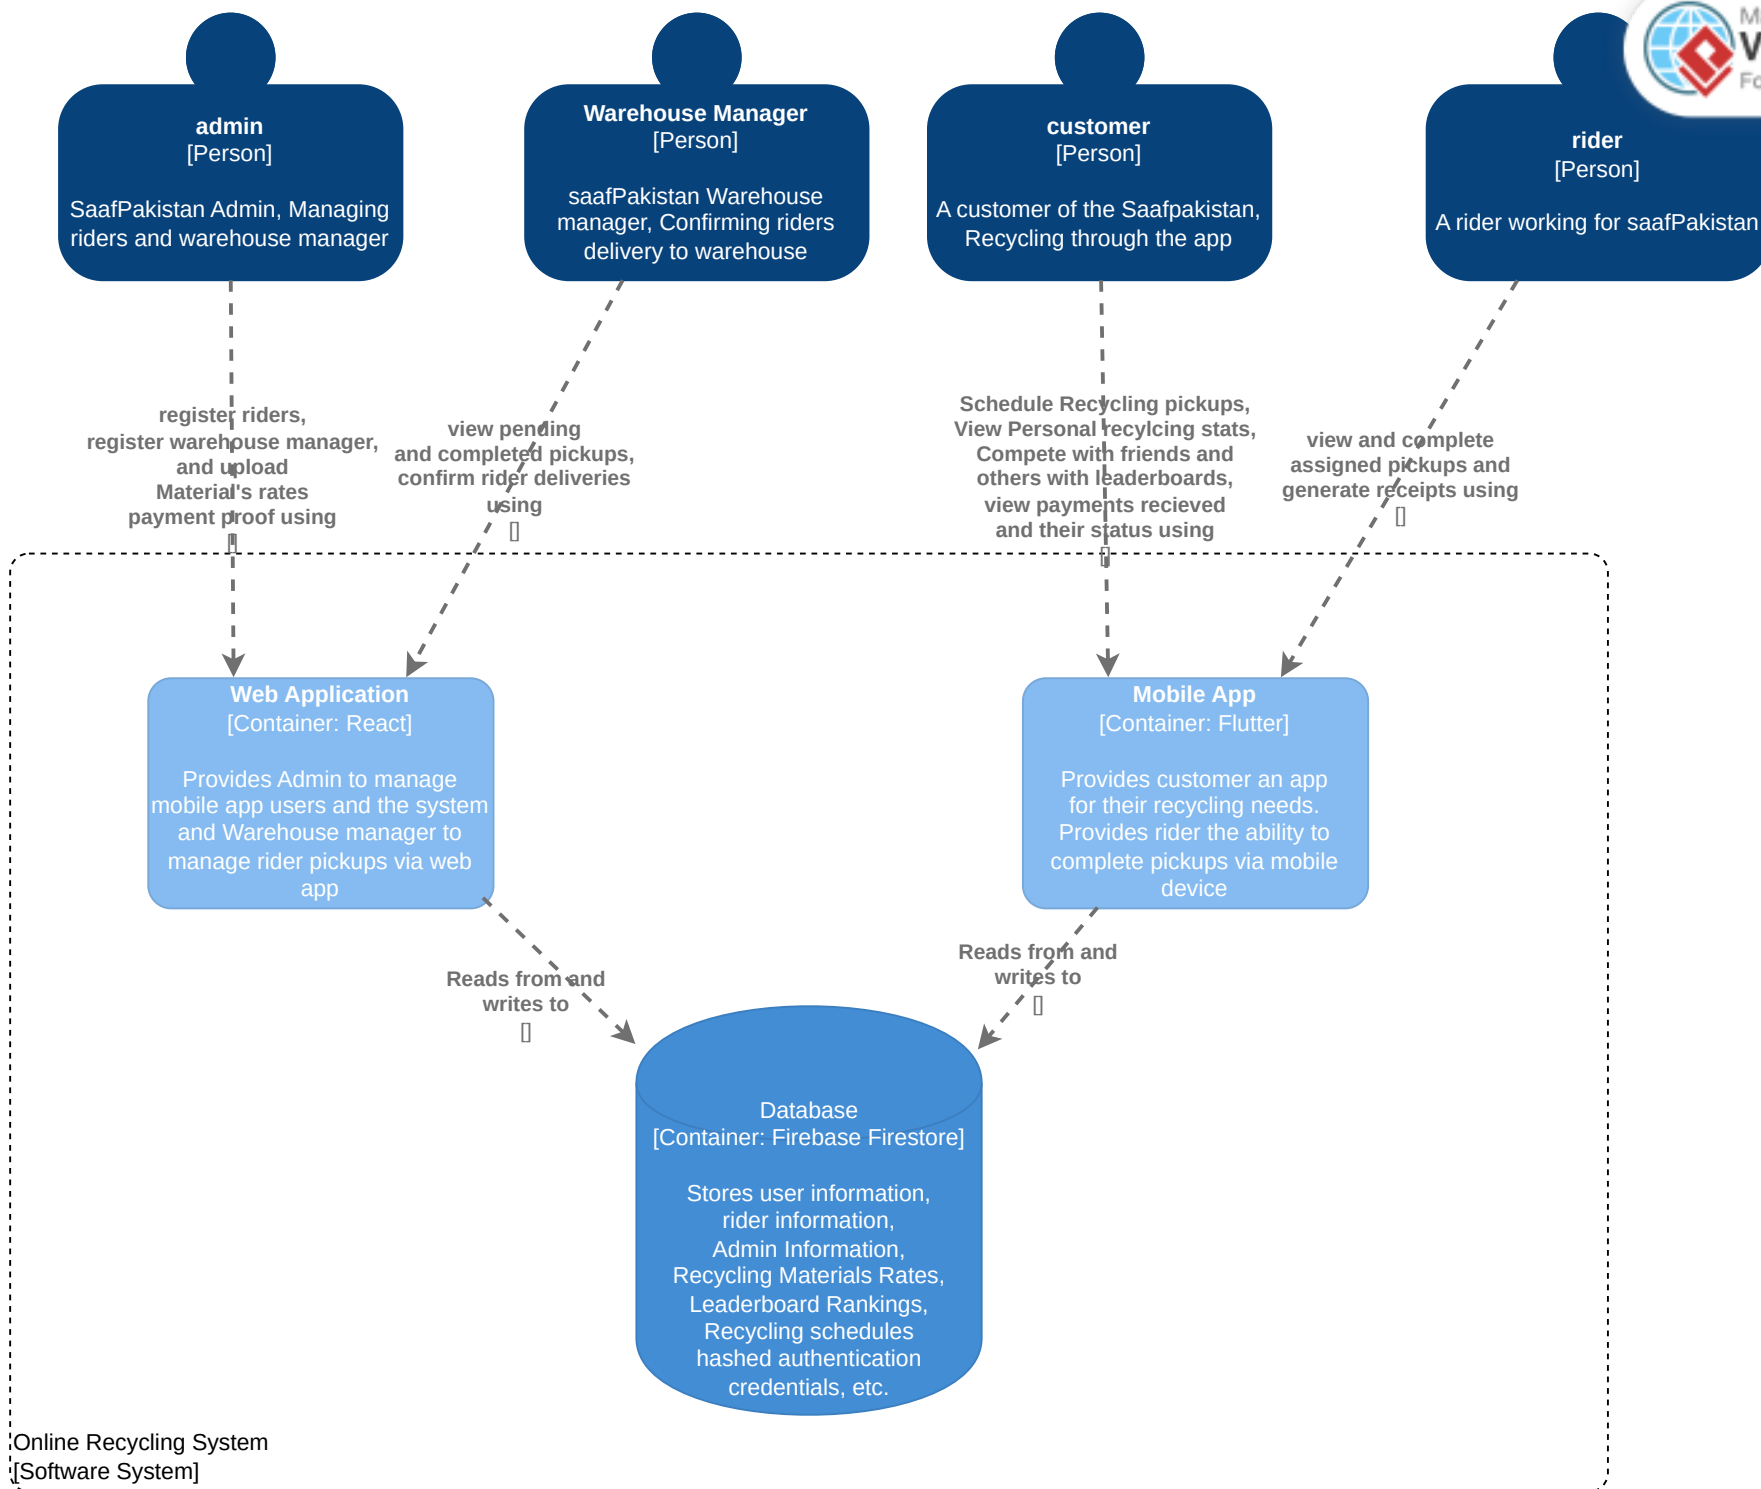 admin
[Person]
SaafPakistan Admin, Managing
riders and warehouse manager
Warehouse Manager
[Person]
saafPakistan Warehouse
manager, Confirming riders
delivery to warehouse
customer
[Person]
A customer of the Saafpakistan,
Recycling through the app
rider
[Person]
A rider working for saafPakistan
register riders,
register warehouse manager,
and upload
Material's rates
payment proof using
[]
view pending
and completed pickups,
confirm rider deliveries
using
[]
Schedule Recycling pickups,
View Personal recylcing stats,
Compete with friends and
others with leaderboards,
view payments recieved
and their status using
[]
view and complete
assigned pickups and
generate receipts using
[]
Web Application
[Container: React]
Provides Admin to manage
mobile app users and the system
and Warehouse manager to
manage rider pickups via web
app
Mobile App
[Container: Flutter]
Provides customer an app
for their recycling needs.
Provides rider the ability to
complete pickups via mobile
device
Reads from and
writes to
[]
Reads from and
writes to
[]
Database
[Container: Firebase Firestore]
Stores user information,
rider information,
Admin Information,
Recycling Materials Rates,
Leaderboard Rankings,
Recycling schedules
hashed authentication
credentials, etc.
Online Recycling System
[Software System]